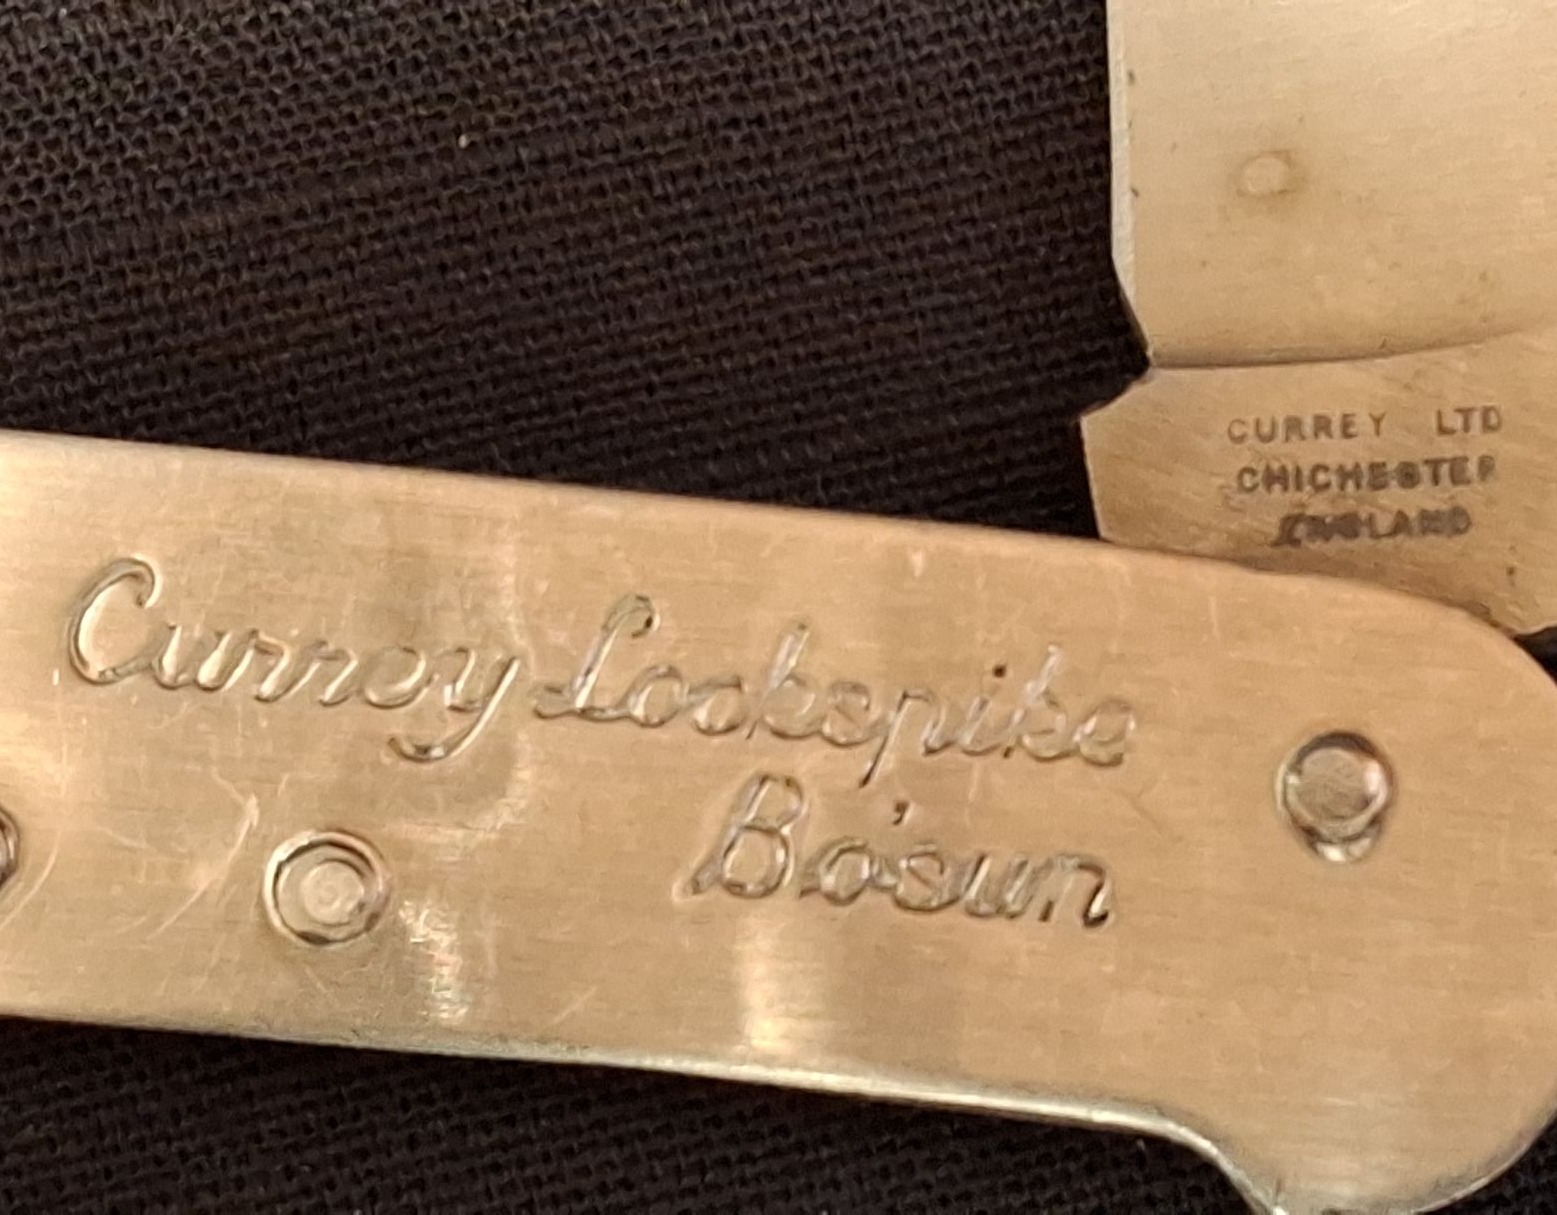 CURREY LTD
CHICHESTER
ENGLAND
Currey Lockspike
Bo'sun